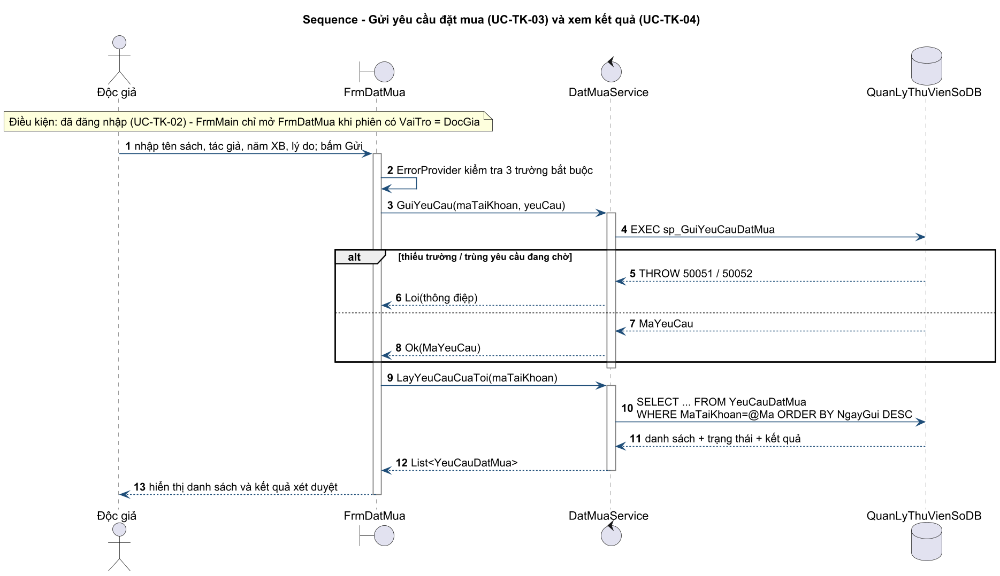 Sequence - Gửi yêu cầu đặt mua (UC-TK-03) và xem kết quả (UC-TK-04)
Độc giả
FrmDatMua
DatMuaService
QuanLyThuVienSoDB
Điều kiện: đã đăng nhập (UC-TK-02) - FrmMain chỉ mở FrmDatMua khi phiên có VaiTro = DocGia
1 nhập tên sách, tác giả, năm XB, lý do; bấm Gửi
2 ErrorProvider kiểm tra 3 trường bắt buộc
3 GuiYeuCau(maTaiKhoan, yeuCau)
4 EXEC sp_GuiYeuCauDatMua
alt [thiếu trường / trùng yêu cầu đang chờ]
5 THROW 50051 / 50052
6 Loi(thông điệp)
7 MaYeuCau
8 Ok(MaYeuCau)
9 LayYeuCauCuaToi(maTaiKhoan)
10 SELECT ... FROM YeuCauDatMua
WHERE MaTaiKhoan=@Ma ORDER BY NgayGui DESC
11 danh sách + trạng thái + kết quả
12 List<YeuCauDatMua>
13 hiển thị danh sách và kết quả xét duyệt
Độc giả
FrmDatMua
DatMuaService
QuanLyThuVienSoDB